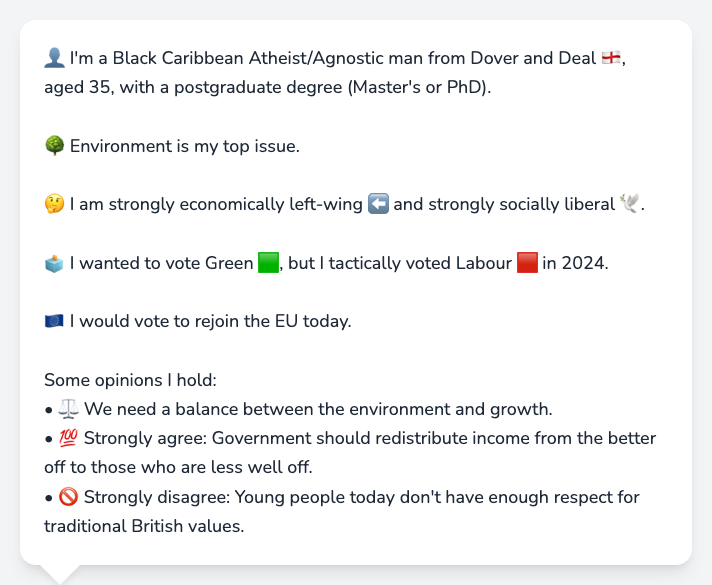 👤 I'm a Black Caribbean Atheist/Agnostic man from Dover and Deal 🏴󠁧󠁢󠁥󠁮󠁧󠁿,
aged 35, with a postgraduate degree (Master's or PhD).
🌳 Environment is my top issue.
🤔 I am strongly economically left-wing ⬅️ and strongly socially liberal 🕊️.
🗳️ I wanted to vote Green 🟩, but I tactically voted Labour 🟥 in 2024.
🇪🇺 I would vote to rejoin the EU today.
Some opinions I hold:
• ⚖️ We need a balance between the environment and growth.
• 💯 Strongly agree: Government should redistribute income from the better
off to those who are less well off.
• 🚫 Strongly disagree: Young people today don't have enough respect for
traditional British values.